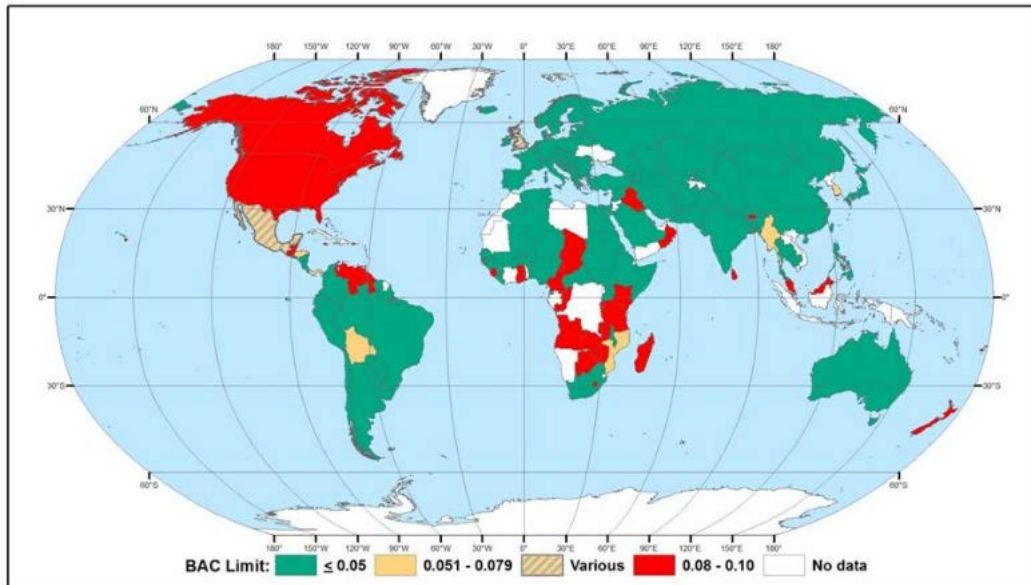 180° 150°W 120°W 90°W 60°W 30°W 0° 30°E 60°E 90°E 120°E 150°E 180°
60°N 60°N
30°N 30°N
0° 0°
30°S 30°S
60°S 60°S
180° 150°W 120°W 90°W 60°W 30°W 0° 30°E 60°E 90°E 120°E 150°E 180°
BAC Limit: ≤ 0.05 0.051 - 0.079 Various 0.08 - 0.10 No data